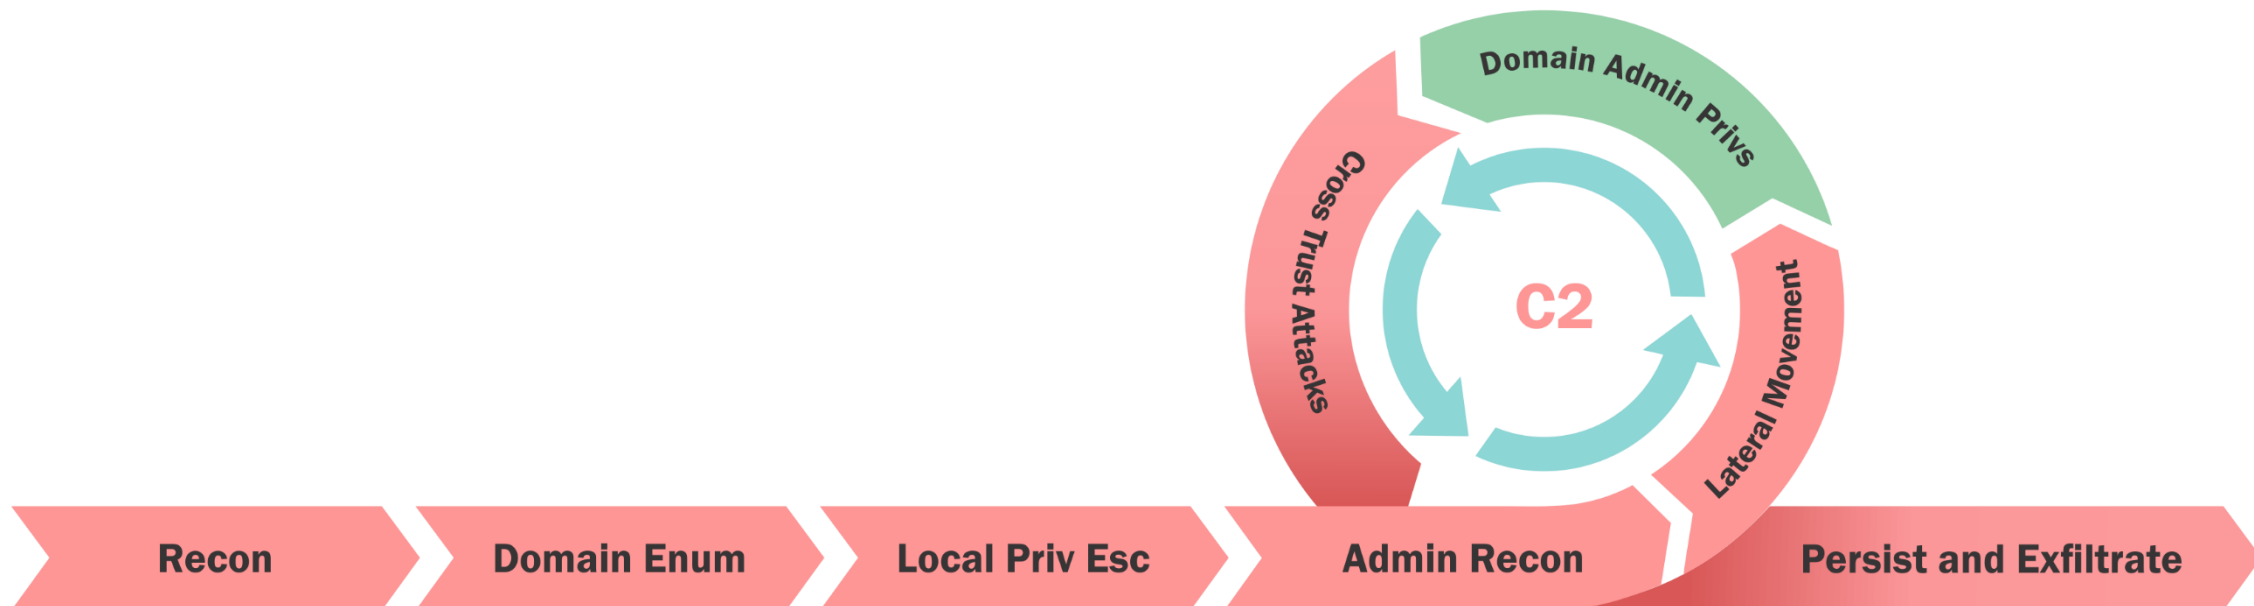 Recon
Domain Enum
Local Priv Esc
Admin Recon
Lateral Movement
Domain Admin Privs
Cross Trust Attacks
C2
Persist and Exfiltrate